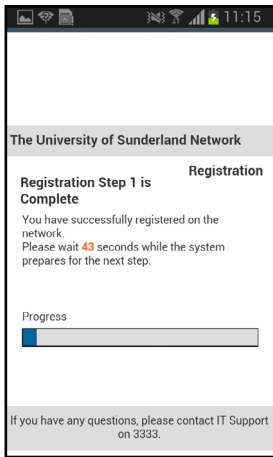 11:15
The University of Sunderland Network
Registration
Registration Step 1 is
Complete
You have successfully registered on the
network.
Please wait 43 seconds while the system
prepares for the next step.
Progress
If you have any questions, please contact IT Support
on 3333.